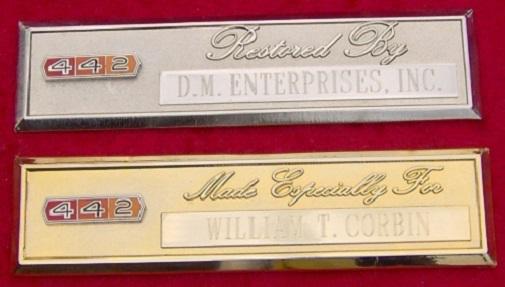 Restored By
442
D.M. ENTERPRISES, INC.
Made Especially For
442
WILLIAM T. CORBIN